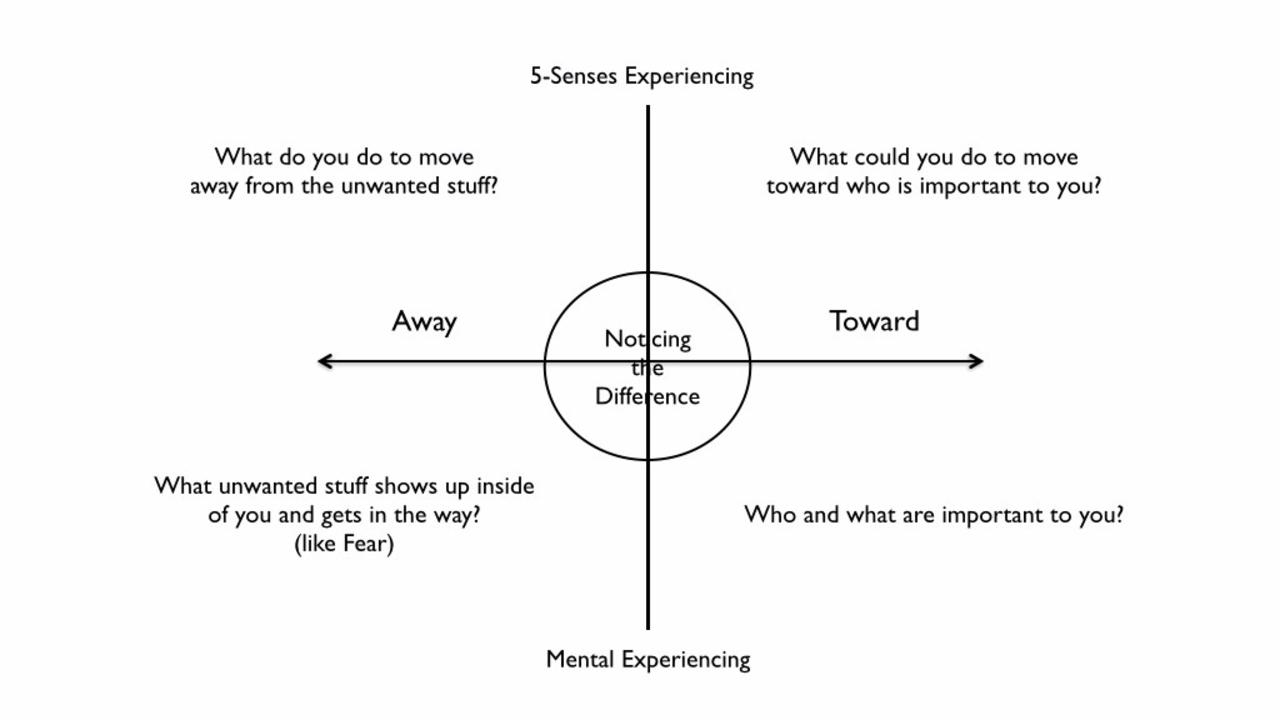 5-Senses Experiencing
What do you do to move
away from the unwanted stuff?
What could you do to move
toward who is important to you?
Away
Toward
Noticing
the
Difference
What unwanted stuff shows up inside
of you and gets in the way?
(like Fear)
Who and what are important to you?
Mental Experiencing